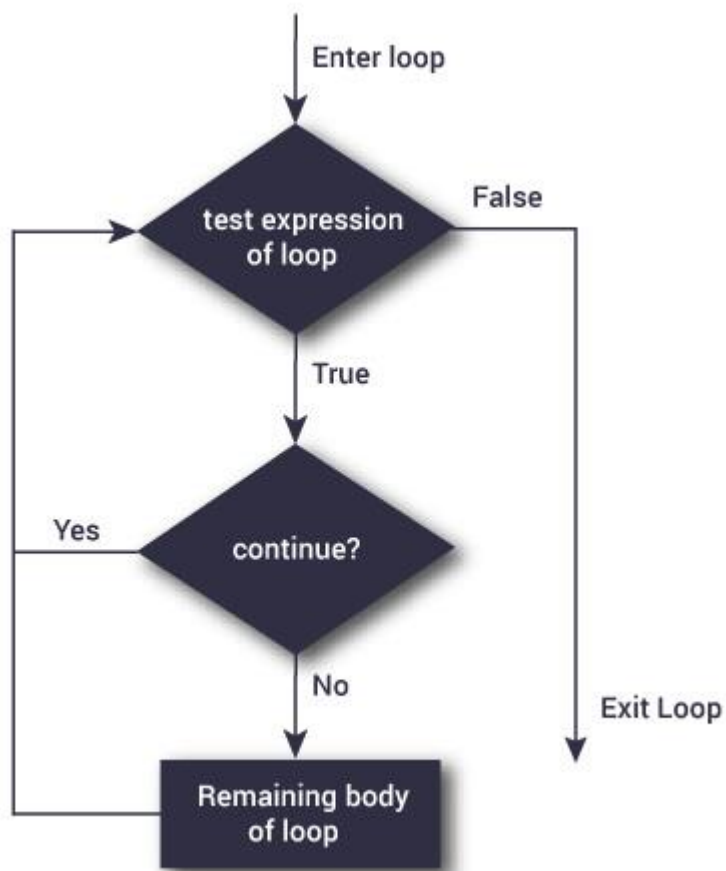 Enter loop
test expression
of loop
False
True
Yes
continue?
No
Exit Loop
Remaining body
of loop